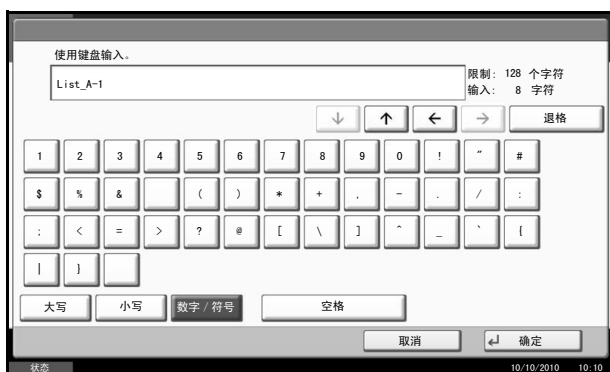 使用键盘输入。
List_A-1
限制: 128 个字符
输入: 8 字符
↓ ↑ ← → 退格
1 2 3 4 5 6 7 8 9 0 ! " #
$ % & ( ) * + , - . / :
; < = > ? @ [ \ ] ^ _ ` {
| }
大写 小写 数字 / 符号 空格
取消 确定
状态 10/10/2010 10:10